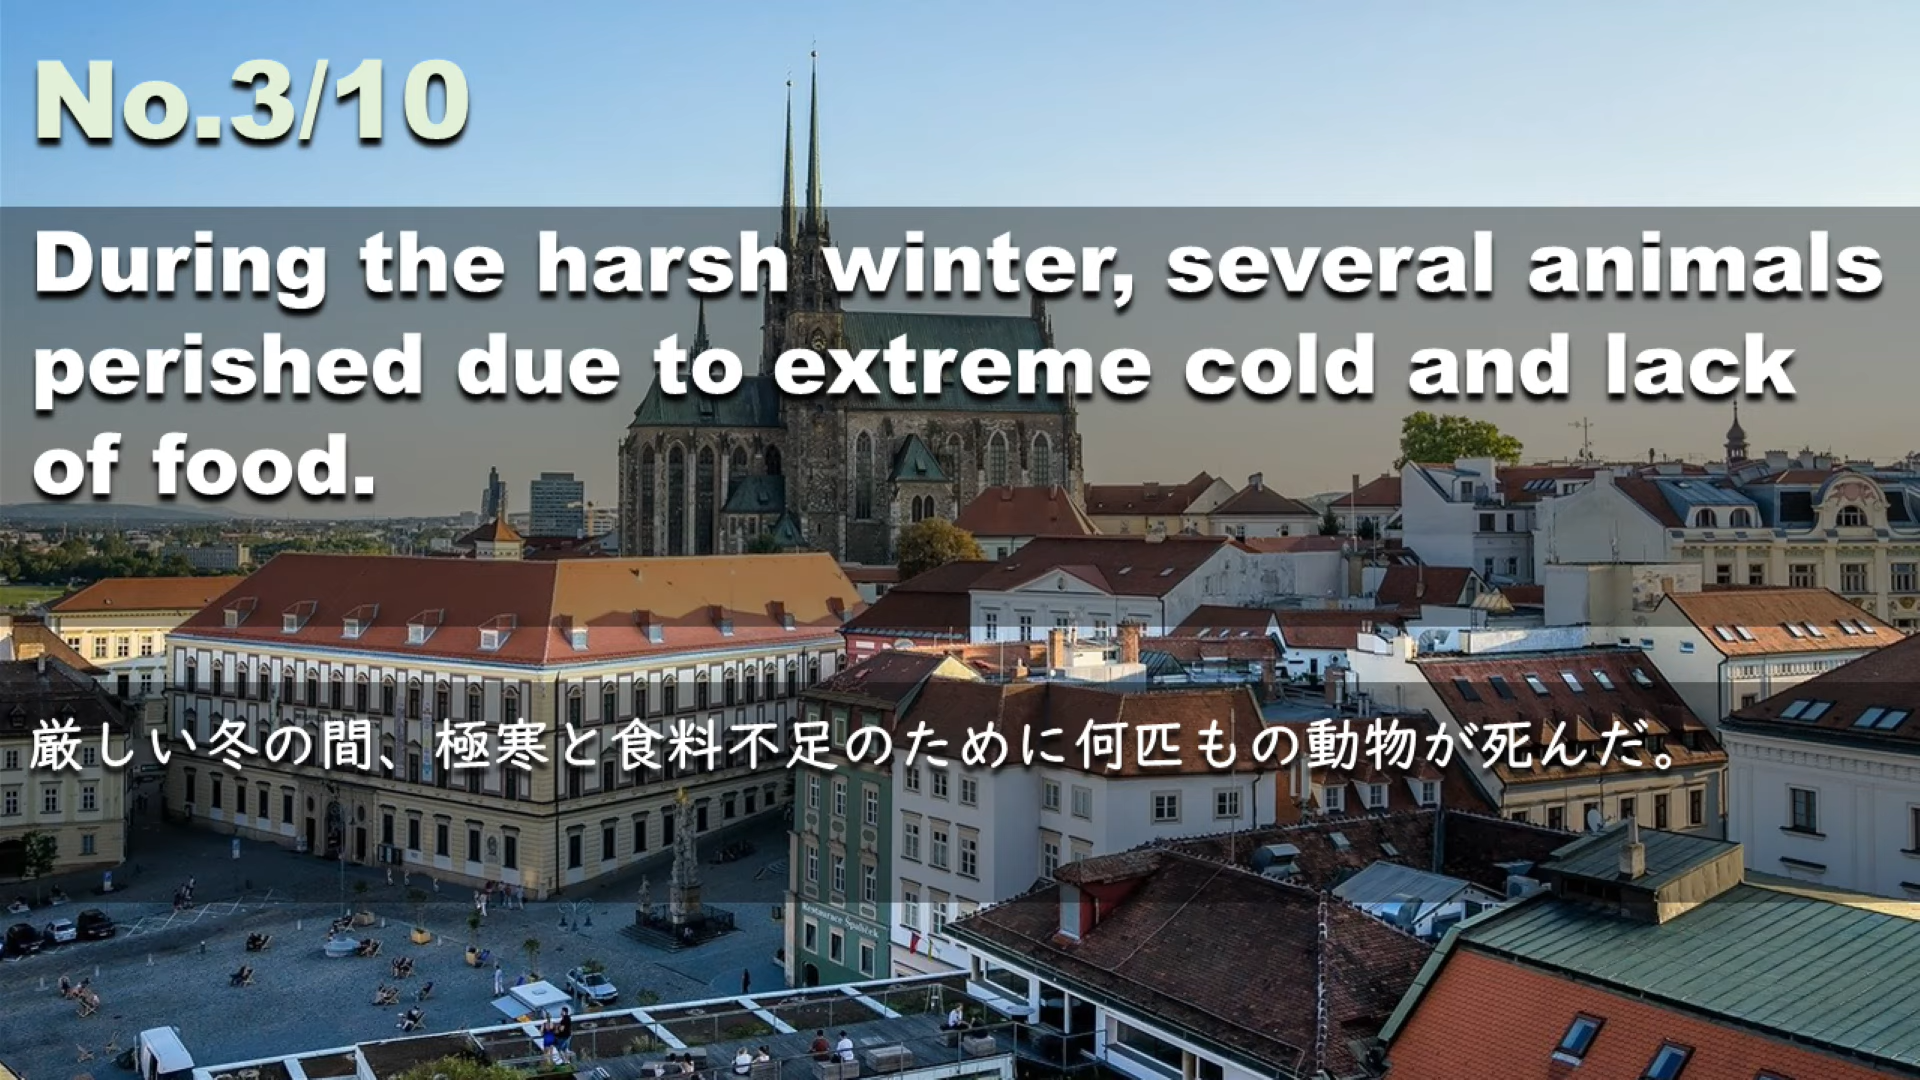 No.3/10
During the harsh winter, several animals
perished due to extreme cold and lack
of food.
厳しい冬の間、極寒と食料不足のために何匹もの動物が死んだ。
Restaurace Špalíček